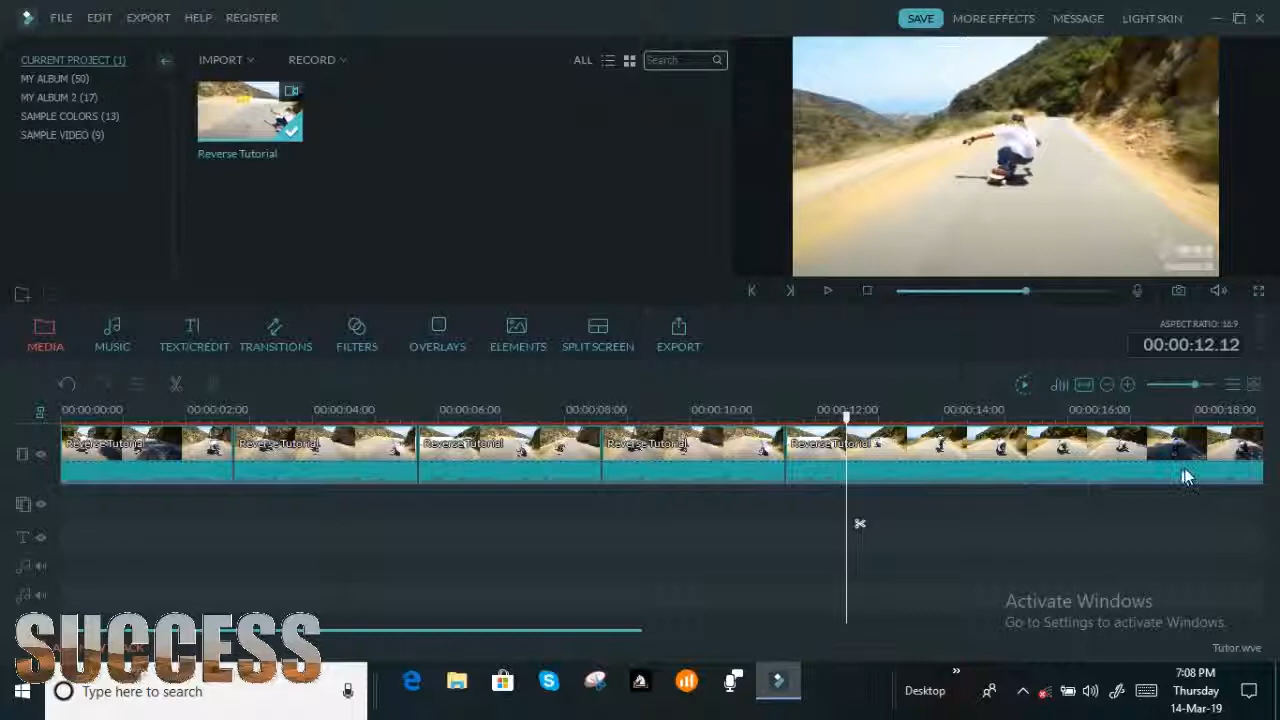 FILE EDIT EXPORT HELP REGISTER
SAVE MORE EFFECTS MESSAGE LIGHT SKIN
CURRENT PROJECT (1)
MY ALBUM (50)
MY ALBUM 2 (17)
SAMPLE COLORS (13)
SAMPLE VIDEO (9)
IMPORT RECORD ALL Search
Reverse Tutorial
MEDIA MUSIC TEXT/CREDIT TRANSITIONS FILTERS OVERLAYS ELEMENTS SPLIT SCREEN EXPORT
ASPECT RATIO: 16:9
00:00:12.12
00:00:00:00 00:00:02:00 00:00:04:00 00:00:06:00 00:00:08:00 00:00:10:00 00:00:12:00 00:00:14:00 00:00:16:00 00:00:18:00
Reverse Tutorial Reverse Tutorial Reverse Tutorial Reverse Tutorial Reverse Tutorial
Activate Windows
Go to Settings to activate Windows.
Tutor.wve
SUCCESS
Type here to search
Desktop
7:08 PM
Thursday
14-Mar-19